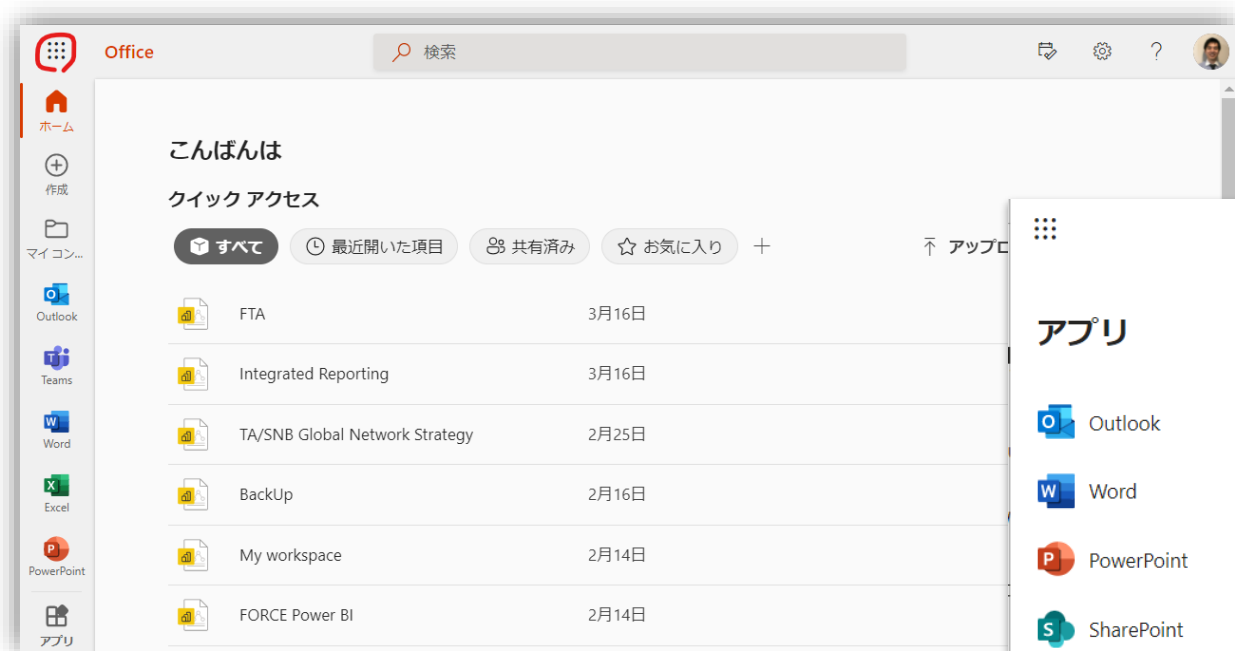 Office
検索
ホーム
作成
マイ コン...
Outlook
Teams
Word
Excel
PowerPoint
アプリ
こんばんは
クイック アクセス
すべて 最近開いた項目 共有済み お気に入り
アップロ
FTA 3月16日
Integrated Reporting 3月16日
TA/SNB Global Network Strategy 2月25日
BackUp 2月16日
My workspace 2月14日
FORCE Power BI 2月14日
アプリ
Outlook
Word
PowerPoint
SharePoint